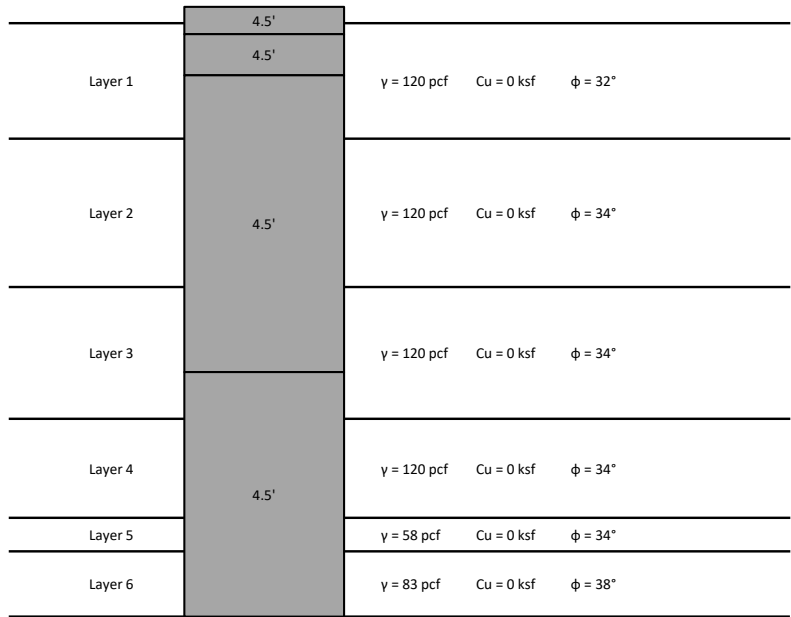 4.5'
4.5'
Layer 1 γ = 120 pcf Cu = 0 ksf ϕ = 32°
Layer 2 4.5' γ = 120 pcf Cu = 0 ksf ϕ = 34°
Layer 3 γ = 120 pcf Cu = 0 ksf ϕ = 34°
Layer 4 γ = 120 pcf Cu = 0 ksf ϕ = 34°
4.5'
Layer 5 γ = 58 pcf Cu = 0 ksf ϕ = 34°
Layer 6 γ = 83 pcf Cu = 0 ksf ϕ = 38°